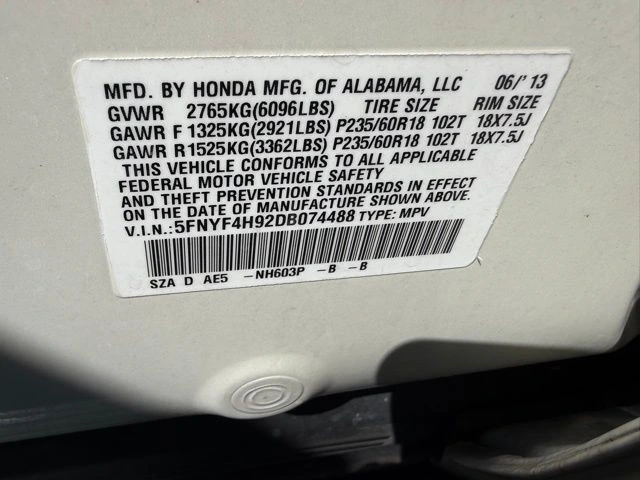 MFD. BY HONDA MFG. OF ALABAMA, LLC 06/'13
GVWR 2765KG(6096LBS) TIRE SIZE RIM SIZE
GAWR F 1325KG(2921LBS) P235/60R18 102T 18X7.5J
GAWR R 1525KG(3362LBS) P235/60R18 102T 18X7.5J
THIS VEHICLE CONFORMS TO ALL APPLICABLE
FEDERAL MOTOR VEHICLE SAFETY
AND THEFT PREVENTION STANDARDS IN EFFECT
ON THE DATE OF MANUFACTURE SHOWN ABOVE.
V.I.N.:5FNYF4H92DB074488 TYPE: MPV
SZA D AE5 -NH603P -B -B